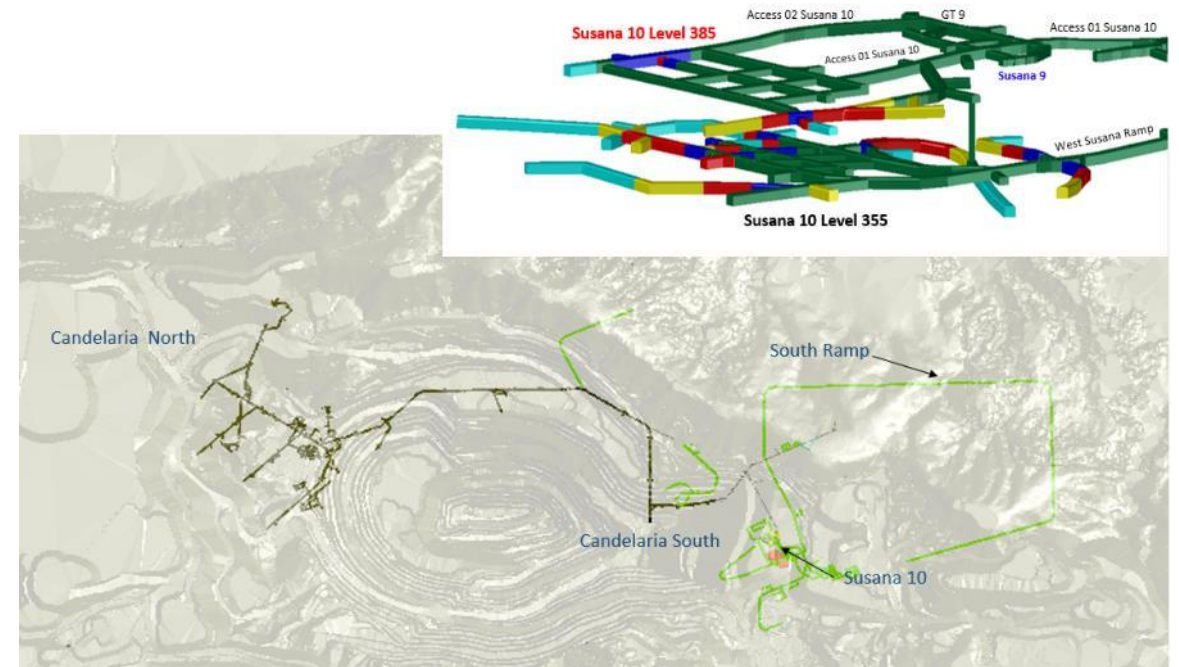 Access 02 Susana 10
GT 9
Access 01 Susana 10
Susana 10 Level 385
Access 01 Susana 10
Susana 9
West Susana Ramp
Susana 10 Level 355
Candelaria North
South Ramp
Candelaria South
Susana 10